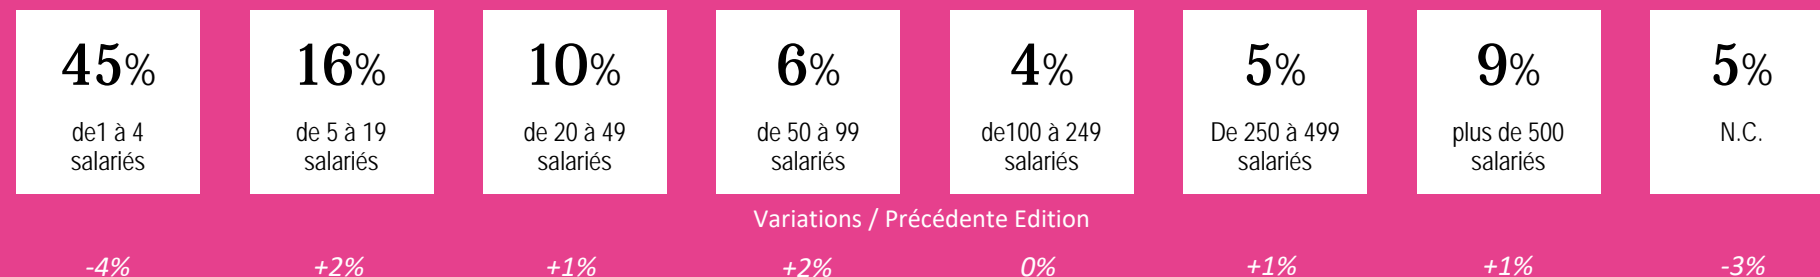 45%
de1 à 4
salariés
16%
de 5 à 19
salariés
10%
de 20 à 49
salariés
6%
de 50 à 99
salariés
4%
de100 à 249
salariés
5%
De 250 à 499
salariés
9%
plus de 500
salariés
5%
N.C.
Variations / Précédente Edition
-4%
+2%
+1%
+2%
0%
+1%
+1%
-3%